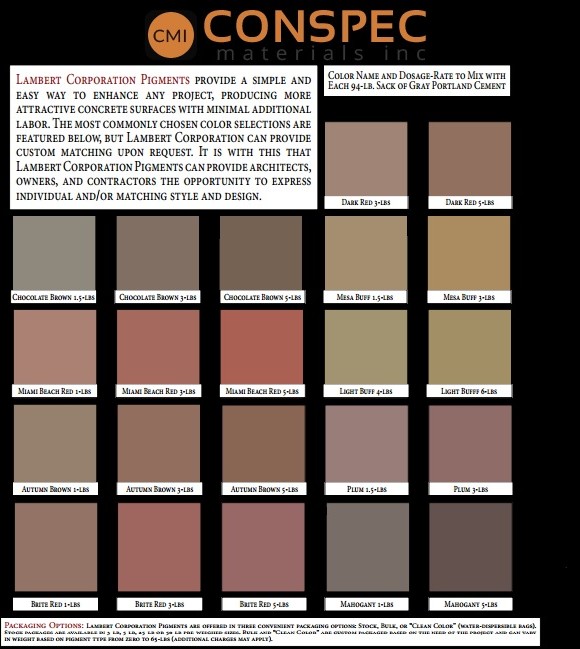 CMI
CONSPEC
materials inc
LAMBERT CORPORATION PIGMENTS PROVIDE A SIMPLE AND
EASY WAY TO ENHANCE ANY PROJECT, PRODUCING MORE
ATTRACTIVE CONCRETE SURFACES WITH MINIMAL ADDITIONAL
LABOR. THE MOST COMMONLY CHOSEN COLOR SELECTIONS ARE
FEATURED BELOW, BUT LAMBERT CORPORATION CAN PROVIDE
CUSTOM MATCHING UPON REQUEST. IT IS WITH THIS THAT
LAMBERT CORPORATION PIGMENTS CAN PROVIDE ARCHITECTS,
OWNERS, AND CONTRACTORS THE OPPORTUNITY TO EXPRESS
INDIVIDUAL AND/OR MATCHING STYLE AND DESIGN.
COLOR NAME AND DOSAGE-RATE TO MIX WITH
EACH 94-LB. SACK OF GRAY PORTLAND CEMENT
DARK RED 3-LBS
DARK RED 5-LBS
CHOCOLATE BROWN 1.5-LBS
CHOCOLATE BROWN 3-LBS
CHOCOLATE BROWN 5-LBS
MESA BUFF 1.5-LBS
MESA BUFF 3-LBS
MIAMI BEACH RED 1-LBS
MIAMI BEACH RED 3-LBS
MIAMI BEACH RED 5-LBS
LIGHT BUFF 4-LBS
LIGHT BUFF 6-LBS
AUTUMN BROWN 1-LBS
AUTUMN BROWN 3-LBS
AUTUMN BROWN 5-LBS
PLUM 1.5-LBS
PLUM 3-LBS
BRITE RED 1-LBS
BRITE RED 3-LBS
BRITE RED 5-LBS
MAHOGANY 1-LBS
MAHOGANY 5-LBS
PACKAGING OPTIONS: LAMBERT CORPORATION PIGMENTS ARE OFFERED IN THREE CONVENIENT PACKAGING OPTIONS: STOCK, BULK, OR "CLEAN COLOR" (WATER-DISPERSIBLE BAGS).
STOCK PACKAGES ARE AVAILABLE IN 3 LB, 5 LB, 25 LB OR 50 LB PRE WEIGHED SIZES. BULK AND "CLEAN COLOR" ARE CUSTOM PACKAGED BASED ON THE NEED OF THE PROJECT AND CAN VARY
IN WEIGHT BASED ON PIGMENT TYPE FROM ZERO TO 65-LBS (ADDITIONAL CHARGES MAY APPLY).